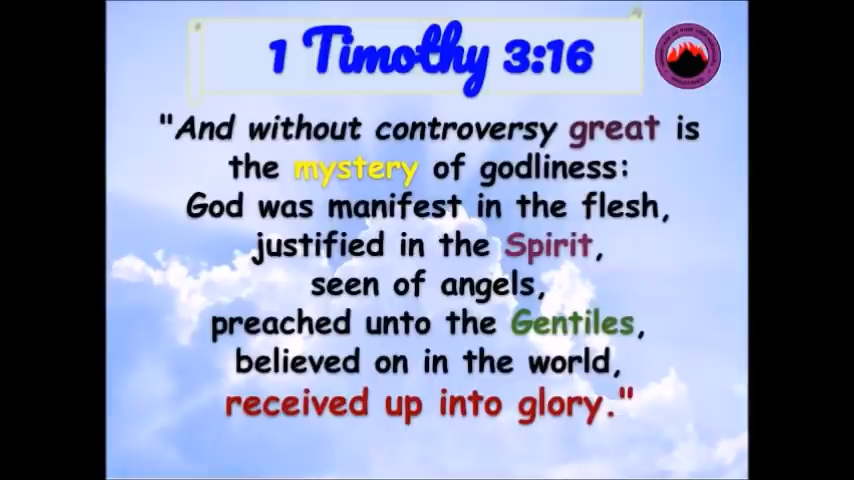 1 Timothy 3:16
"And without controversy great is
the mystery of godliness:
God was manifest in the flesh,
justified in the Spirit,
seen of angels,
preached unto the Gentiles,
believed on in the world,
received up into glory."